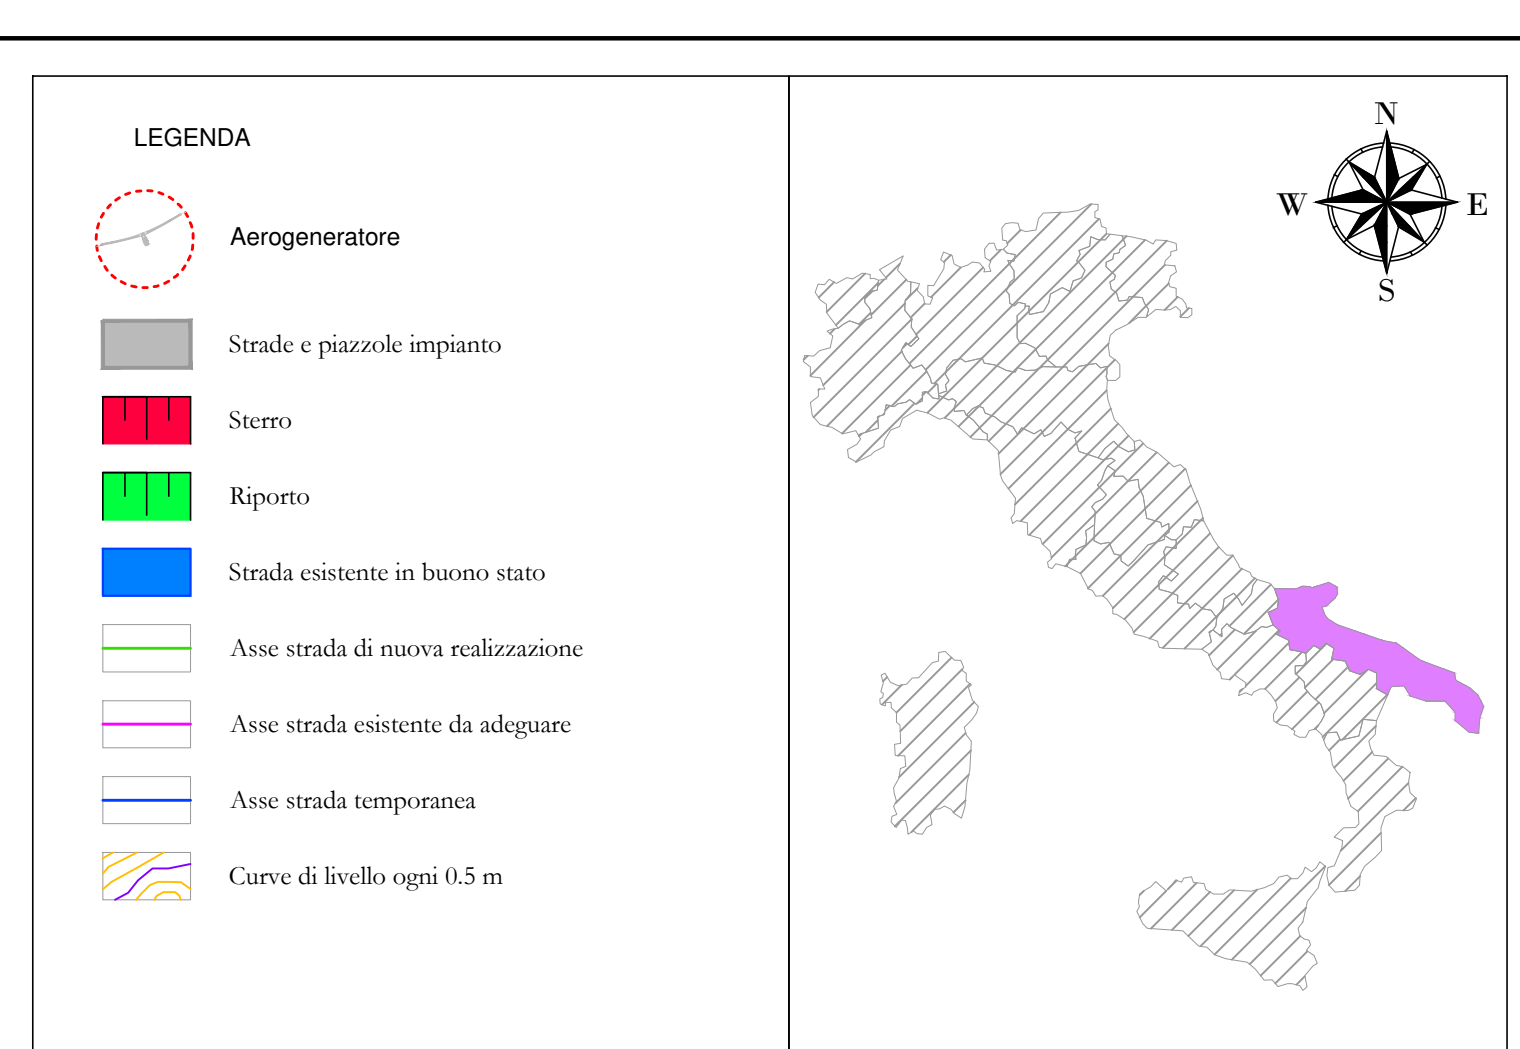 LEGENDA
Aerogeneratore
Strade e piazzole impianto
Sterro
Riporto
Strada esistente in buono stato
Asse strada di nuova realizzazione
Asse strada esistente da adeguare
Asse strada temporanea
Curve di livello ogni 0.5 m
N
W
E
S